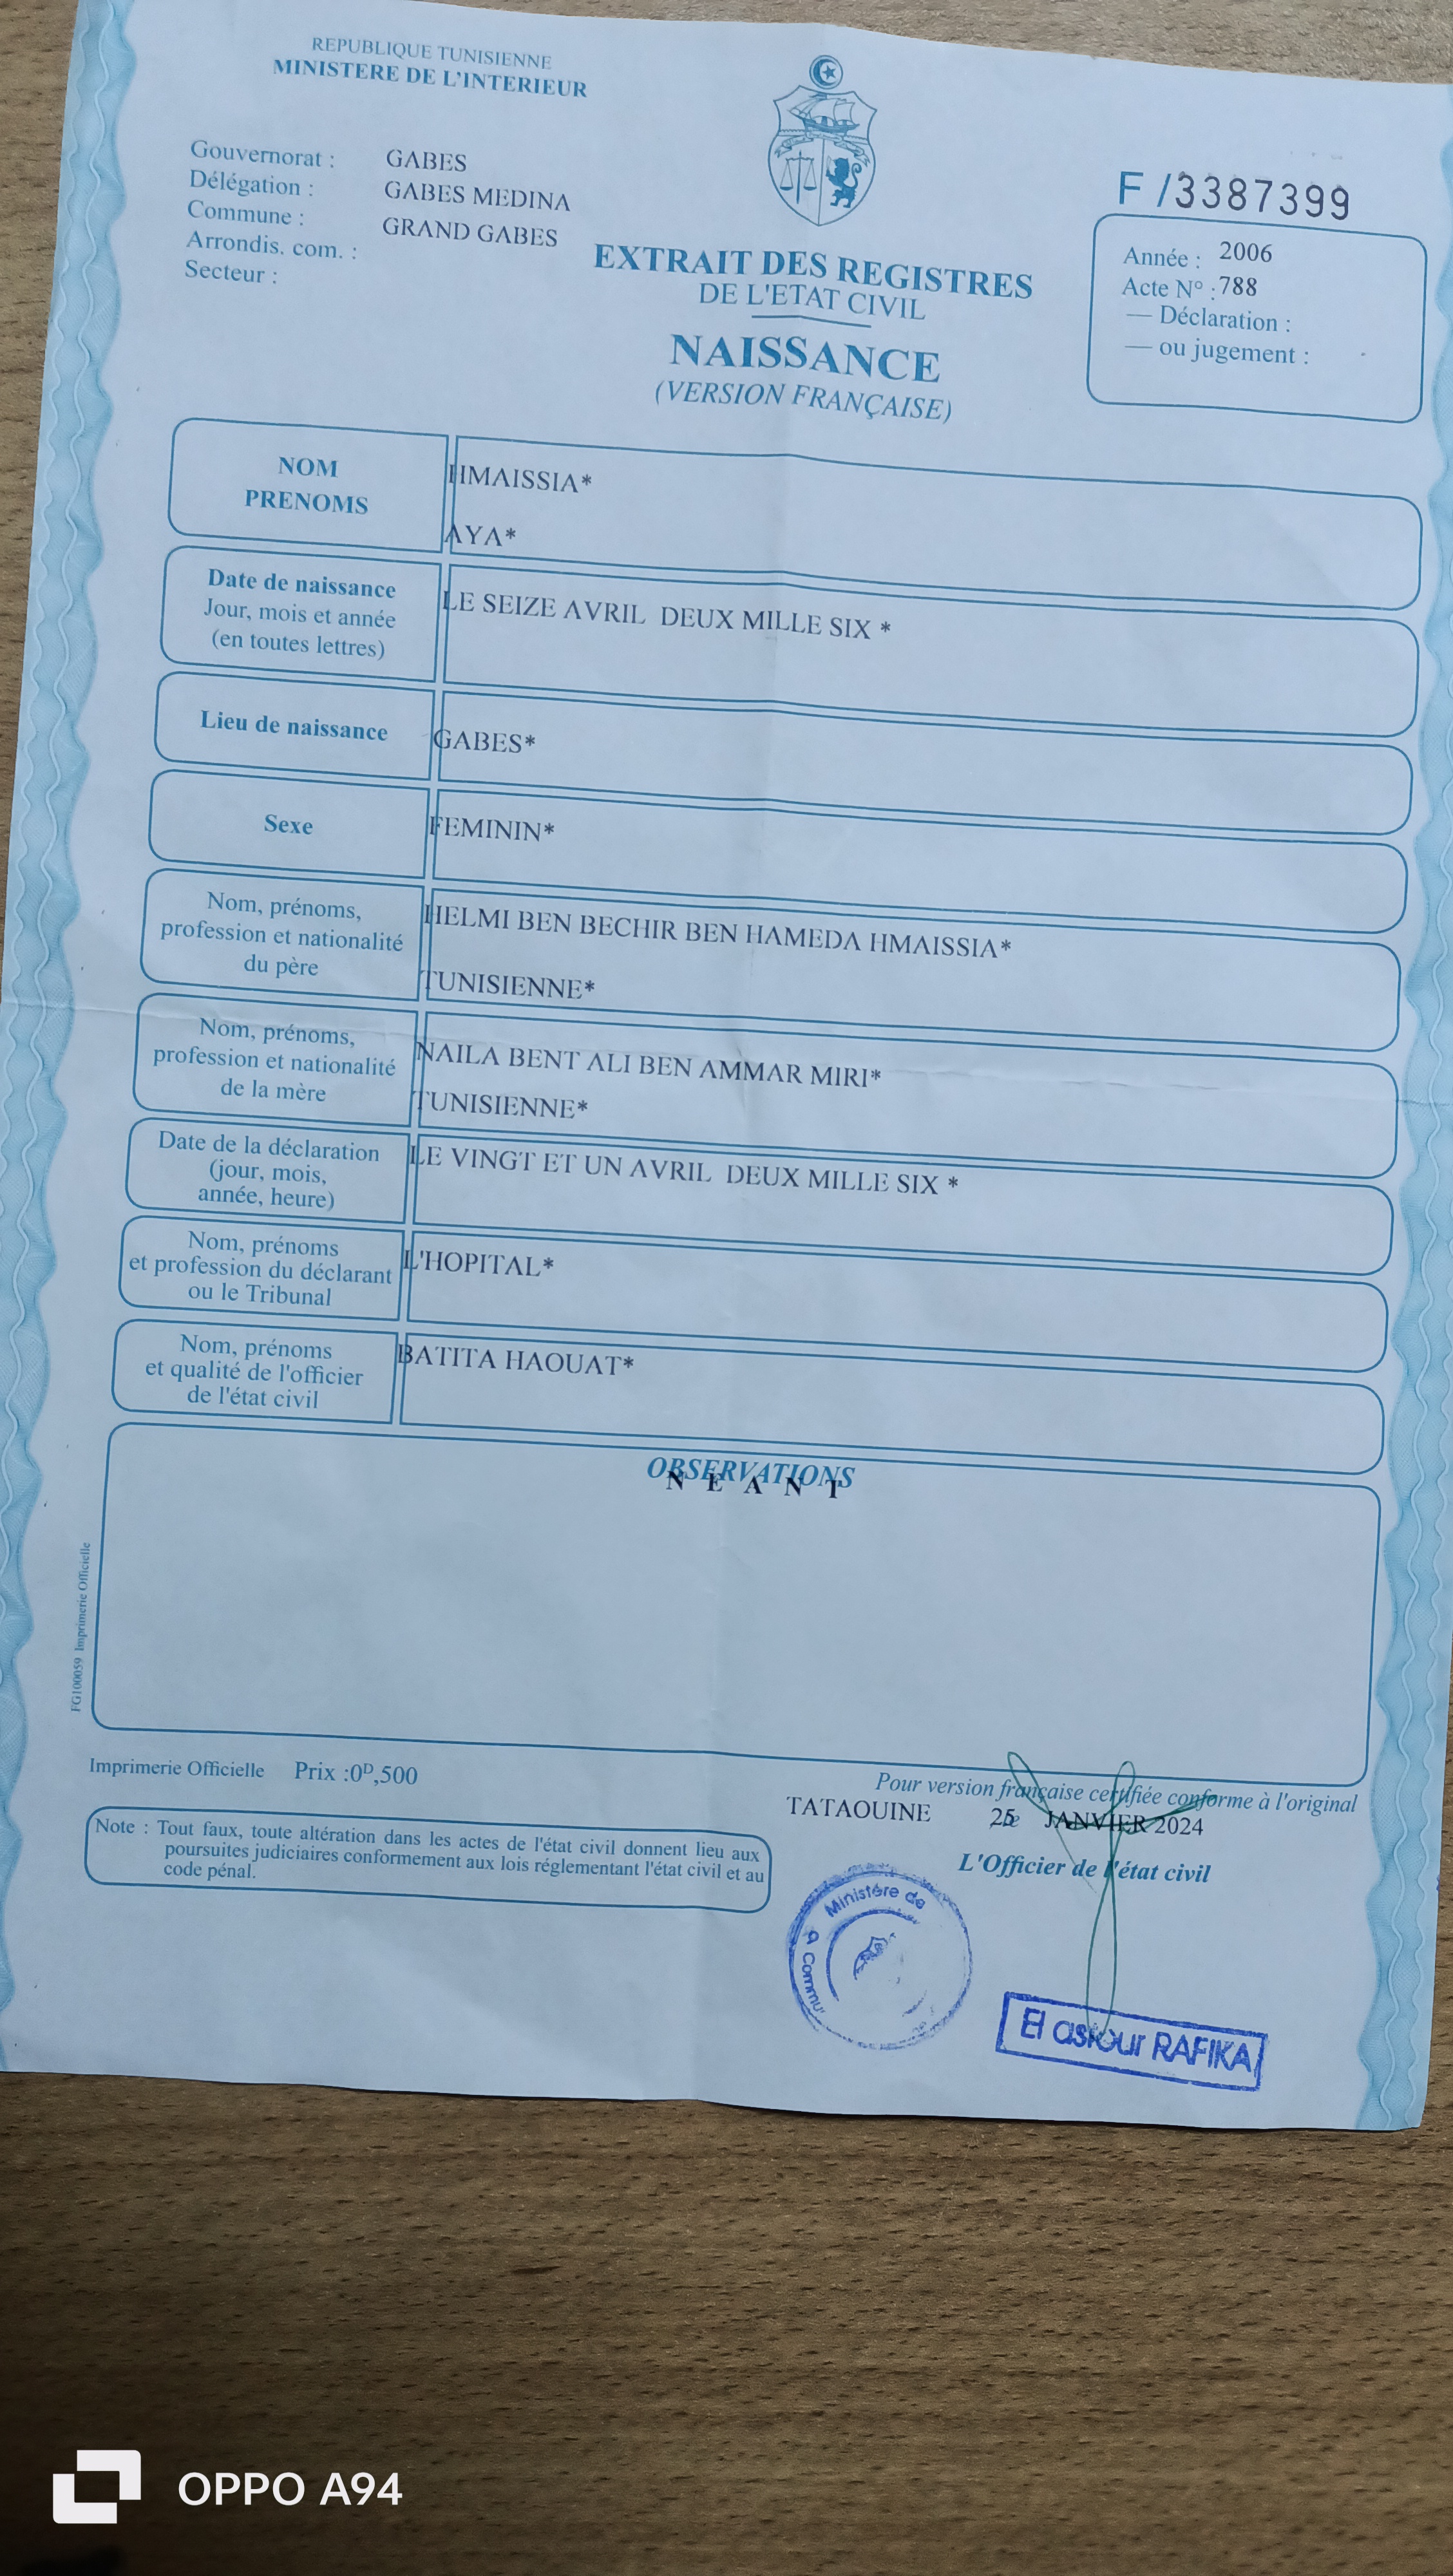 REPUBLIQUE TUNISIENNE
MINISTERE DE L'INTERIEUR
Gouvernorat : GABES
Délégation : GABES MEDINA
Commune : GRAND GABES
Arrondis. com. :
Secteur :
EXTRAIT DES REGISTRES
DE L'ETAT CIVIL
NAISSANCE
(VERSION FRANÇAISE)
F /3387399
Année : 2006
Acte N° : 788
— Déclaration :
— ou jugement :
NOM
PRENOMS
HMAISSIA*
AYA*
Date de naissance
Jour, mois et année
(en toutes lettres)
LE SEIZE AVRIL DEUX MILLE SIX *
Lieu de naissance
GABES*
Sexe
FEMININ*
Nom, prénoms,
profession et nationalité
du père
HELMI BEN BECHIR BEN HAMEDA HMAISSIA*
TUNISIENNE*
Nom, prénoms,
profession et nationalité
de la mère
NAILA BENT ALI BEN AMMAR MIRI*
TUNISIENNE*
Date de la déclaration
(jour, mois,
année, heure)
LE VINGT ET UN AVRIL DEUX MILLE SIX *
Nom, prénoms
et profession du déclarant
ou le Tribunal
L'HOPITAL*
Nom, prénoms
et qualité de l'officier
de l'état civil
BATITA HAOUAT*
OBSERVATIONS
N E A N T
FG100059 Imprimerie Officielle
Imprimerie Officielle Prix :0ᴰ,500
Note : Tout faux, toute altération dans les actes de l'état civil donnent lieu aux
poursuites judiciaires conformement aux lois réglementant l'état civil et au
code pénal.
Pour version française certifiée conforme à l'original
TATAOUINE 25 JANVIER 2024
L'Officier de l'état civil
Ministère de
El astour RAFIKA
OPPO A94